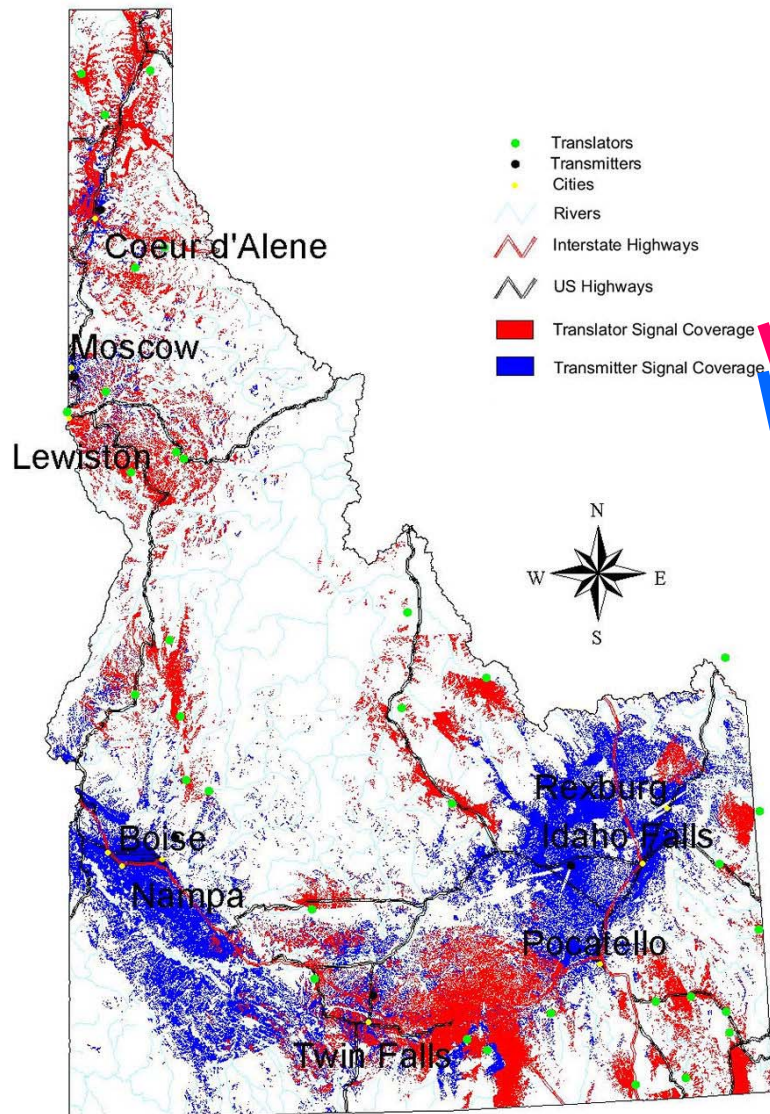 Translators
Transmitters
Cities
Rivers
Interstate Highways
US Highways
Translator Signal Coverage
Transmitter Signal Coverage
Coeur d'Alene
Moscow
Lewiston
N
W E
S
Rexburg
Idaho Falls
Boise
Nampa
Pocatello
Twin Falls